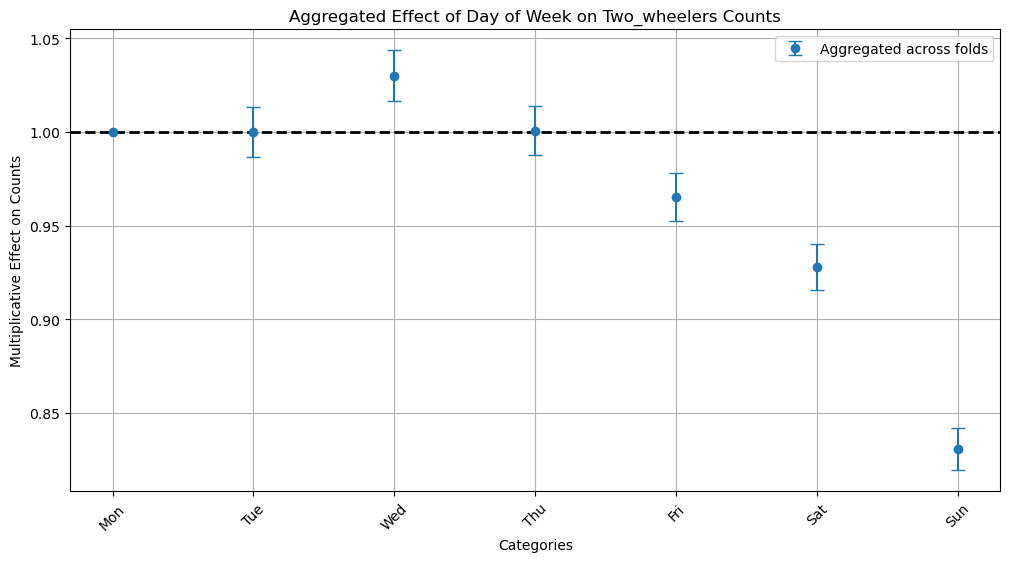 Aggregated Effect of Day of Week on Two_wheelers Counts
Aggregated across folds
Multiplicative Effect on Counts
1.05
1.00
0.95
0.90
0.85
Mon
Tue
Wed
Thu
Fri
Sat
Sun
Categories